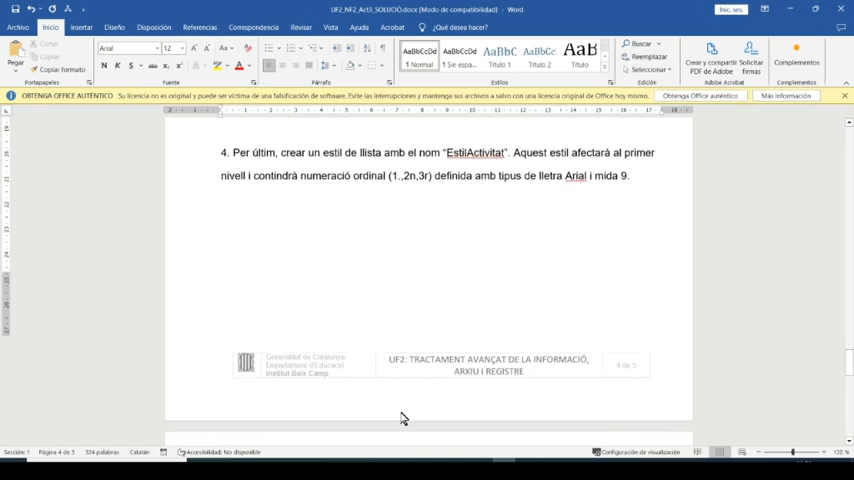 UF2_NF2_Act3_SOLUCIÓ.docx [Modo de compatibilidad] - Word
Inic. ses.
Archivo Inicio Insertar Diseño Disposición Referencias Correspondencia Revisar Vista Ayuda Acrobat ¿Qué desea hacer?
Pegar
Cortar
Copiar
Copiar formato
Portapapeles
Arial 12
Fuente
Párrafo
AaBbCcDd AaBbCcDd AaBbC AaBbCc AaB
1 Normal 1 Sin espa... Título 1 Título 2 Título
Estilos
Buscar
Reemplazar
Seleccionar
Edición
Crear y compartir PDF de Adobe
Solicitar firmas
Adobe Acrobat
Complementos
Complementos
OBTENGA OFFICE AUTÉNTICO Su licencia no es original y puede ser víctima de una falsificación de software. Evite las interrupciones y mantenga sus archivos a salvo con una licencia original de Office hoy mismo. Obtenga Office auténtico Más información
4. Per últim, crear un estil de llista amb el nom “EstilActivitat”. Aquest estil afectarà al primer
nivell i contindrà numeració ordinal (1.,2n,3r) definida amb tipus de lletra Arial i mida 9.
Generalitat de Catalunya
Departament d'Educació
Institut Baix Camp
UF2: TRACTAMENT AVANÇAT DE LA INFORMACIÓ,
ARXIU I REGISTRE
4 de 5
Sección: 1 Página 4 de 5 324 palabras Catalán Accesibilidad: No disponible Configuración de visualización 120 %